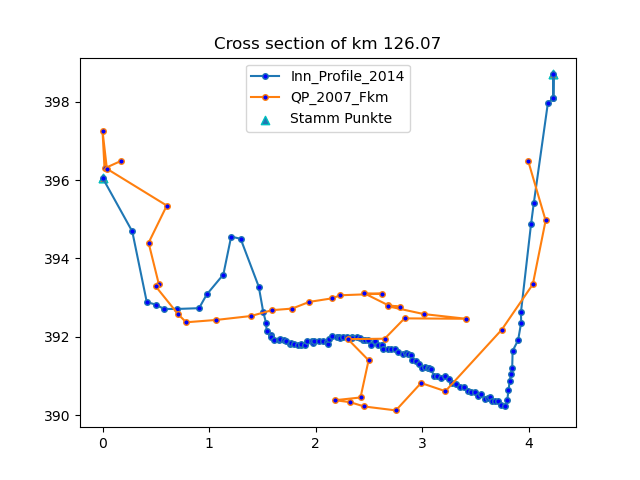 Cross section of km 126.07
Inn_Profile_2014
QP_2007_Fkm
Stamm Punkte
398
396
394
392
390
0 1 2 3 4